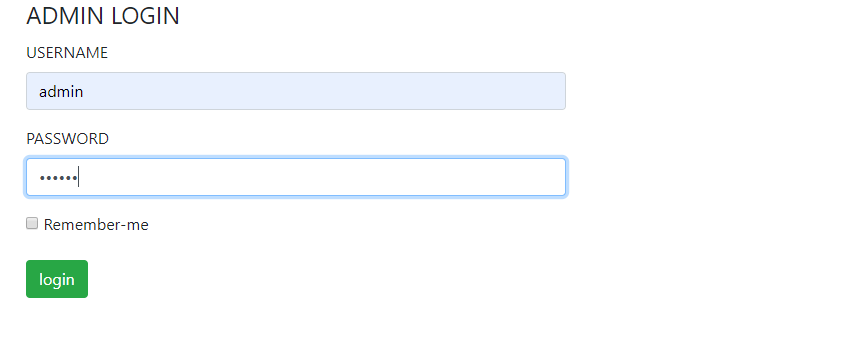 ADMIN LOGIN
USERNAME
admin
PASSWORD
••••••
Remember-me
login